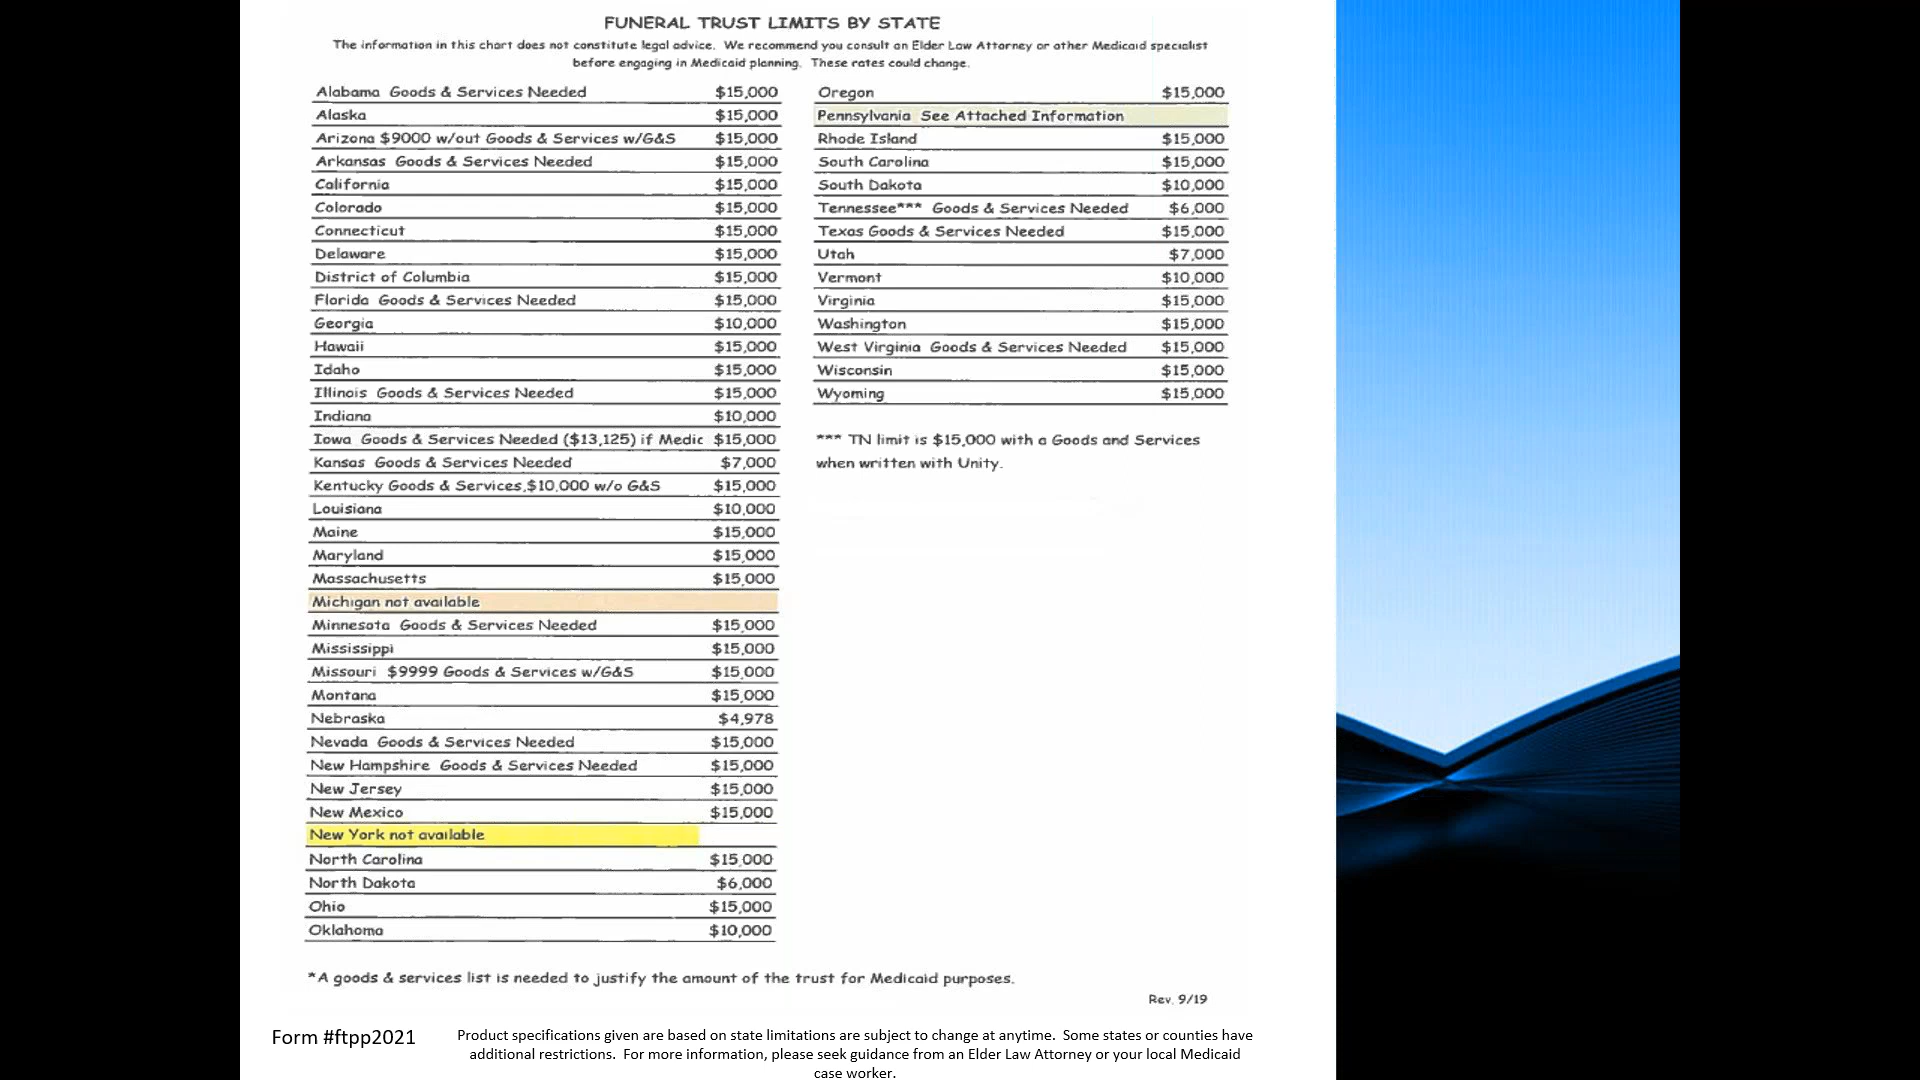 FUNERAL TRUST LIMITS BY STATE
The information in this chart does not constitute legal advice. We recommend you consult an Elder Law Attorney or other Medicaid specialist
before engaging in Medicaid planning. These rates could change.
Alabama Goods & Services Needed $15,000
Alaska $15,000
Arizona $9000 w/out Goods & Services w/G&S $15,000
Arkansas Goods & Services Needed $15,000
California $15,000
Colorado $15,000
Connecticut $15,000
Delaware $15,000
District of Columbia $15,000
Florida Goods & Services Needed $15,000
Georgia $10,000
Hawaii $15,000
Idaho $15,000
Illinois Goods & Services Needed $15,000
Indiana $10,000
Iowa Goods & Services Needed ($13,125) if Medic $15,000
Kansas Goods & Services Needed $7,000
Kentucky Goods & Services,$10,000 w/o G&S $15,000
Louisiana $10,000
Maine $15,000
Maryland $15,000
Massachusetts $15,000
Michigan not available
Minnesota Goods & Services Needed $15,000
Mississippi $15,000
Missouri $9999 Goods & Services w/G&S $15,000
Montana $15,000
Nebraska $4,978
Nevada Goods & Services Needed $15,000
New Hampshire Goods & Services Needed $15,000
New Jersey $15,000
New Mexico $15,000
New York not available
North Carolina $15,000
North Dakota $6,000
Ohio $15,000
Oklahoma $10,000
Oregon $15,000
Pennsylvania See Attached Information
Rhode Island $15,000
South Carolina $15,000
South Dakota $10,000
Tennessee*** Goods & Services Needed $6,000
Texas Goods & Services Needed $15,000
Utah $7,000
Vermont $10,000
Virginia $15,000
Washington $15,000
West Virginia Goods & Services Needed $15,000
Wisconsin $15,000
Wyoming $15,000
*** TN limit is $15,000 with a Goods and Services
when written with Unity.
*A goods & services list is needed to justify the amount of the trust for Medicaid purposes.
Rev. 9/19
Form #ftpp2021
Product specifications given are based on state limitations are subject to change at anytime. Some states or counties have
additional restrictions. For more information, please seek guidance from an Elder Law Attorney or your local Medicaid
case worker.